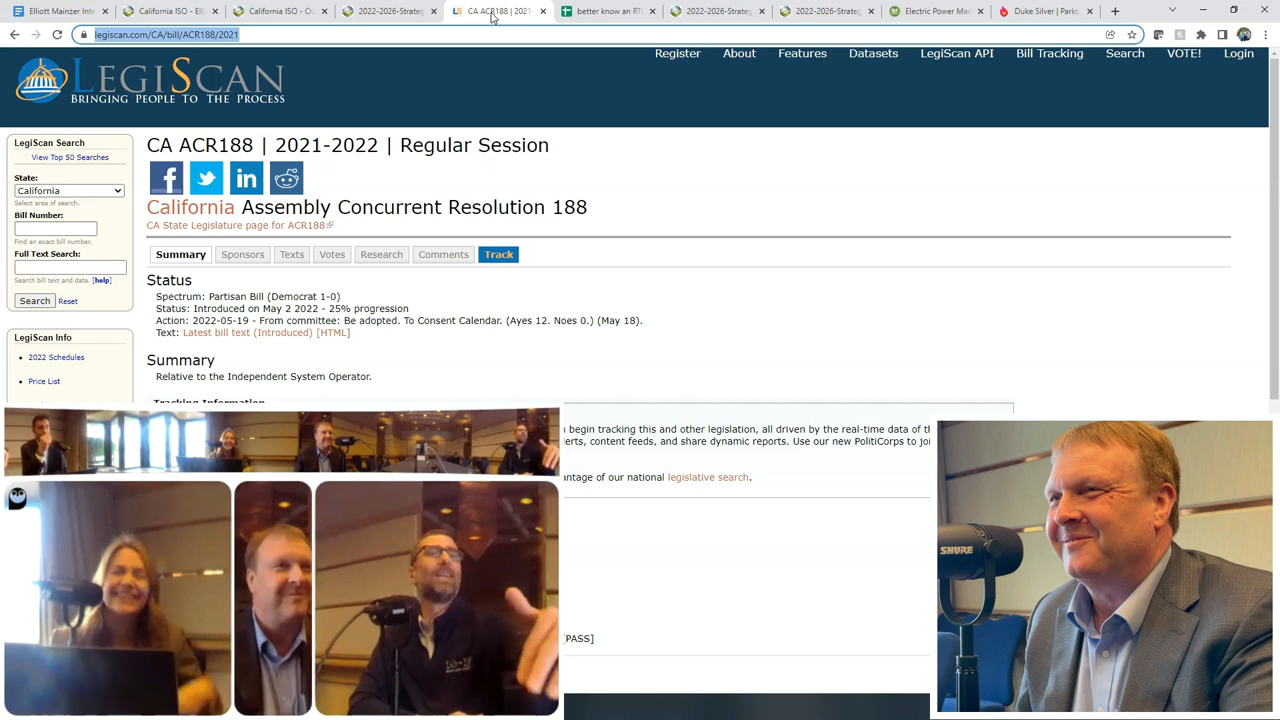 Elliott Mainzer Inte
California ISO - Elli
California ISO - Ou
2022-2026-Strateg
CA ACR188 | 2021
better know an RT
2022-2026-Strateg
2022-2026-Strateg
Electric Power Mar
Duke Silver | Parks
legiscan.com/CA/bill/ACR188/2021
Register About Features Datasets LegiScan API Bill Tracking Search VOTE! Login
LEGISCAN
BRINGING PEOPLE TO THE PROCESS
LegiScan Search
View Top 50 Searches
State:
California
Select area of search.
Bill Number:
Find an exact bill number.
Full Text Search:
Search bill text and data. [help]
Search Reset
LegiScan Info
2022 Schedules
Price List
CA ACR188 | 2021-2022 | Regular Session
California Assembly Concurrent Resolution 188
CA State Legislature page for ACR188
Summary Sponsors Texts Votes Research Comments Track
Status
Spectrum: Partisan Bill (Democrat 1-0)
Status: Introduced on May 2 2022 - 25% progression
Action: 2022-05-19 - From committee: Be adopted. To Consent Calendar. (Ayes 12. Noes 0.) (May 18).
Text: Latest bill text (Introduced) [HTML]
Summary
Relative to the Independent System Operator.
Tracking Information
begin tracking this and other legislation, all driven by the real-time data of th
lerts, content feeds, and share dynamic reports. Use our new PolitiCorps to joi
antage of our national legislative search.
[PASS]
SHURE